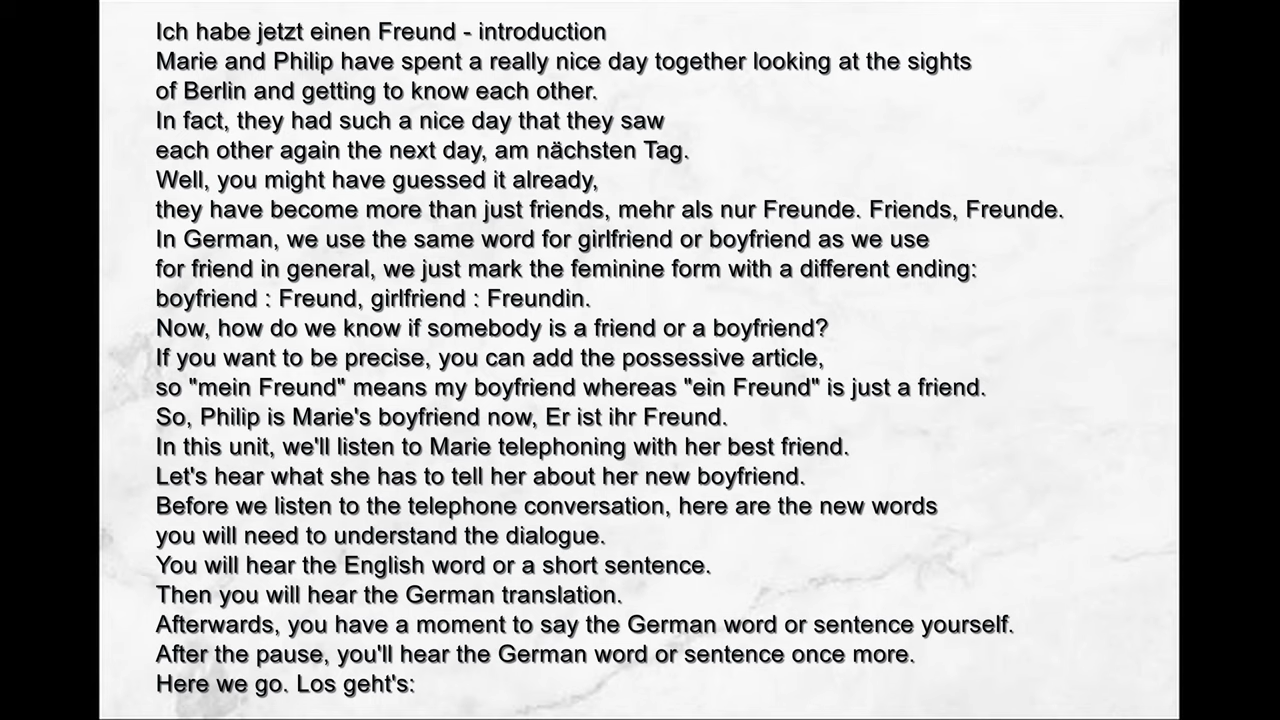 Ich habe jetzt einen Freund - introduction
Marie and Philip have spent a really nice day together looking at the sights
of Berlin and getting to know each other.
In fact, they had such a nice day that they saw
each other again the next day, am nächsten Tag.
Well, you might have guessed it already,
they have become more than just friends, mehr als nur Freunde. Friends, Freunde.
In German, we use the same word for girlfriend or boyfriend as we use
for friend in general, we just mark the feminine form with a different ending:
boyfriend : Freund, girlfriend : Freundin.
Now, how do we know if somebody is a friend or a boyfriend?
If you want to be precise, you can add the possessive article,
so "mein Freund" means my boyfriend whereas "ein Freund" is just a friend.
So, Philip is Marie's boyfriend now, Er ist ihr Freund.
In this unit, we'll listen to Marie telephoning with her best friend.
Let's hear what she has to tell her about her new boyfriend.
Before we listen to the telephone conversation, here are the new words
you will need to understand the dialogue.
You will hear the English word or a short sentence.
Then you will hear the German translation.
Afterwards, you have a moment to say the German word or sentence yourself.
After the pause, you'll hear the German word or sentence once more.
Here we go. Los geht's: